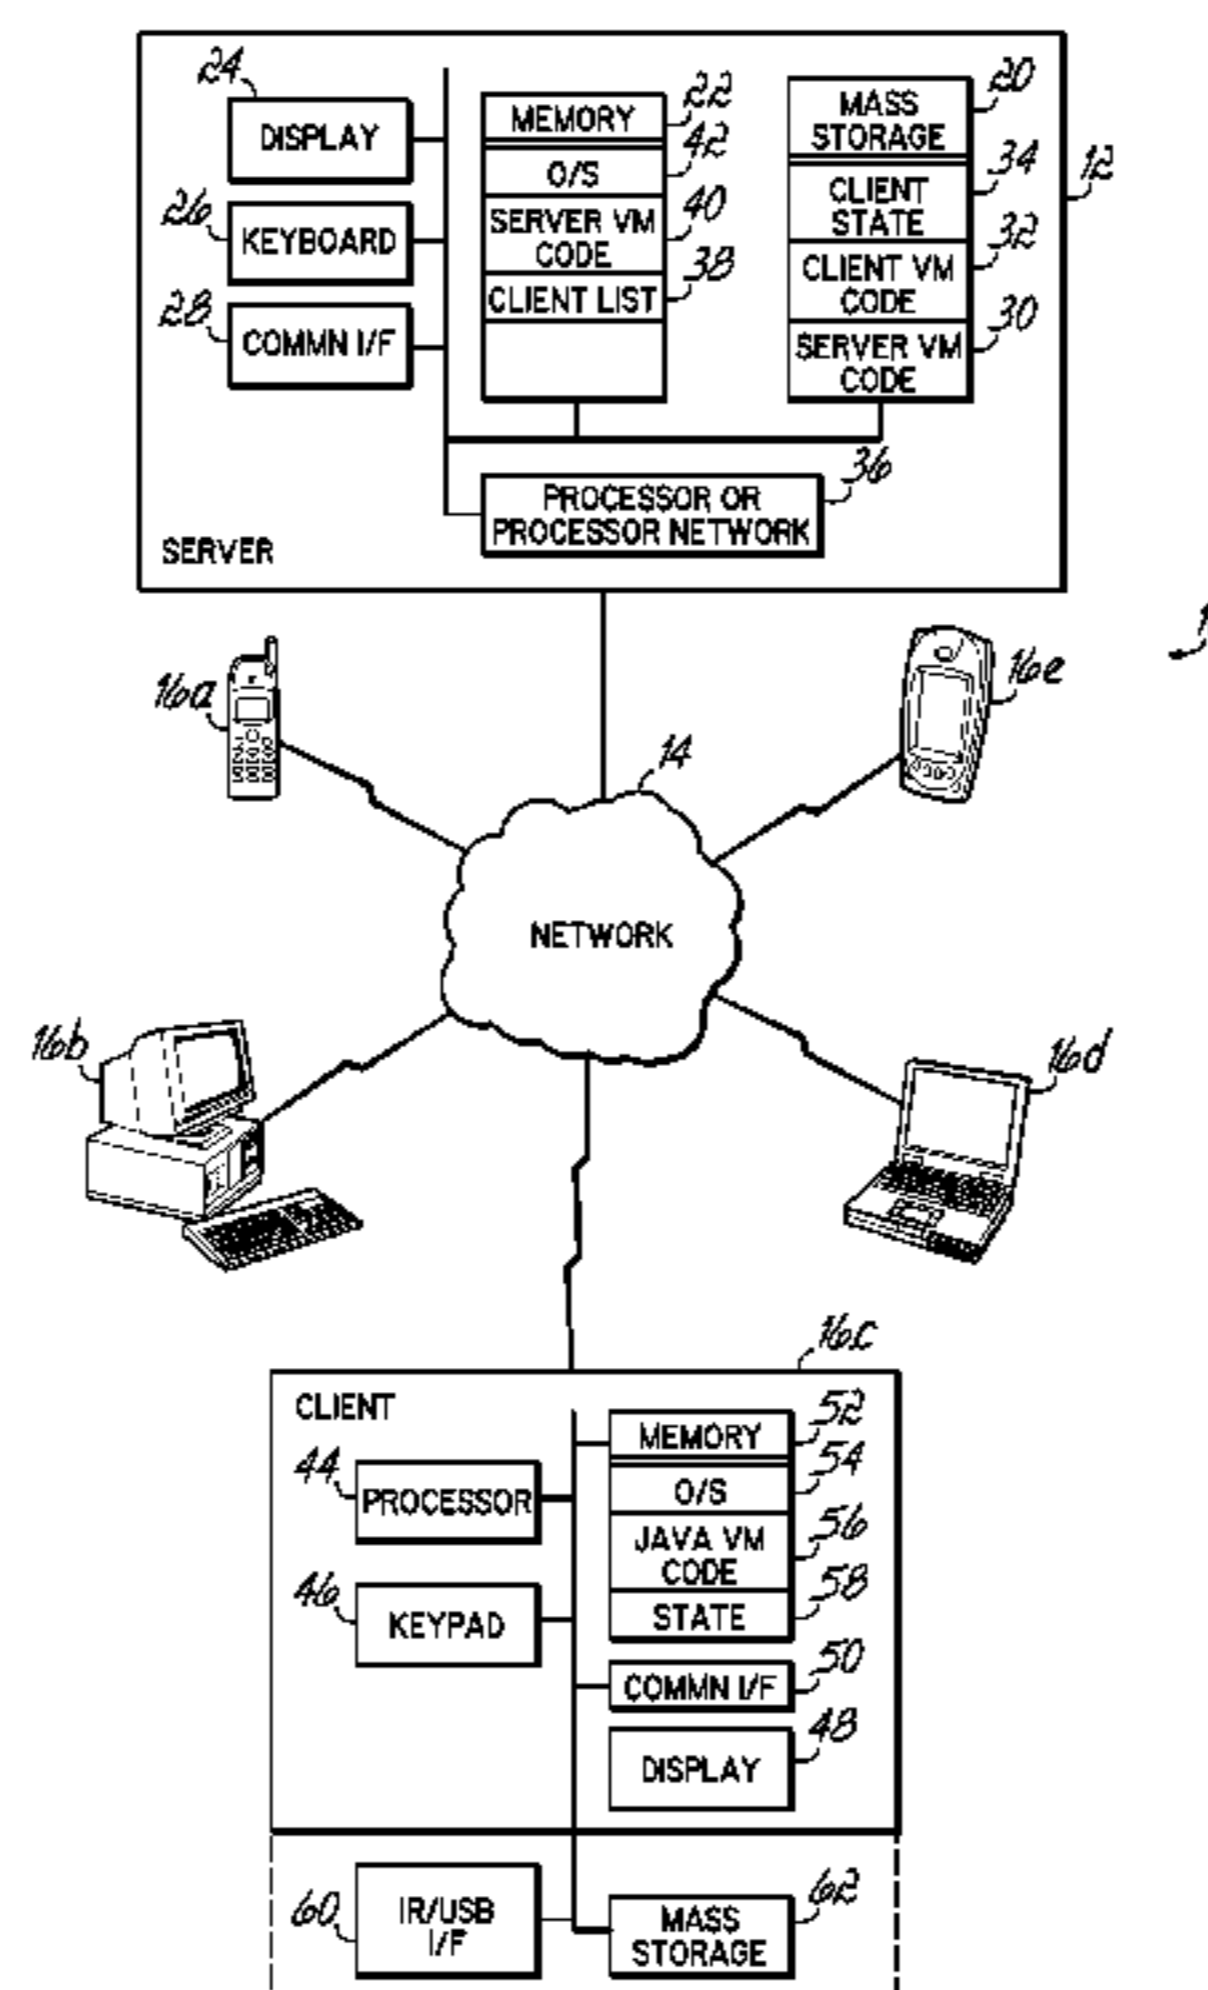 24
DISPLAY
26
KEYBOARD
28
COMMN I/F
MEMORY
22
O/S
42
SERVER VM
CODE
40
CLIENT LIST
38
MASS
STORAGE
20
CLIENT
STATE
34
CLIENT VM
CODE
32
SERVER VM
CODE
30
12
36
PROCESSOR OR
PROCESSOR NETWORK
SERVER
16a
16e
14
NETWORK
16b
16d
16c
CLIENT
44
PROCESSOR
46
KEYPAD
MEMORY
52
O/S
54
JAVA VM
CODE
56
STATE
58
COMMN I/F
50
DISPLAY
48
60
IR/USB
I/F
MASS
STORAGE
62